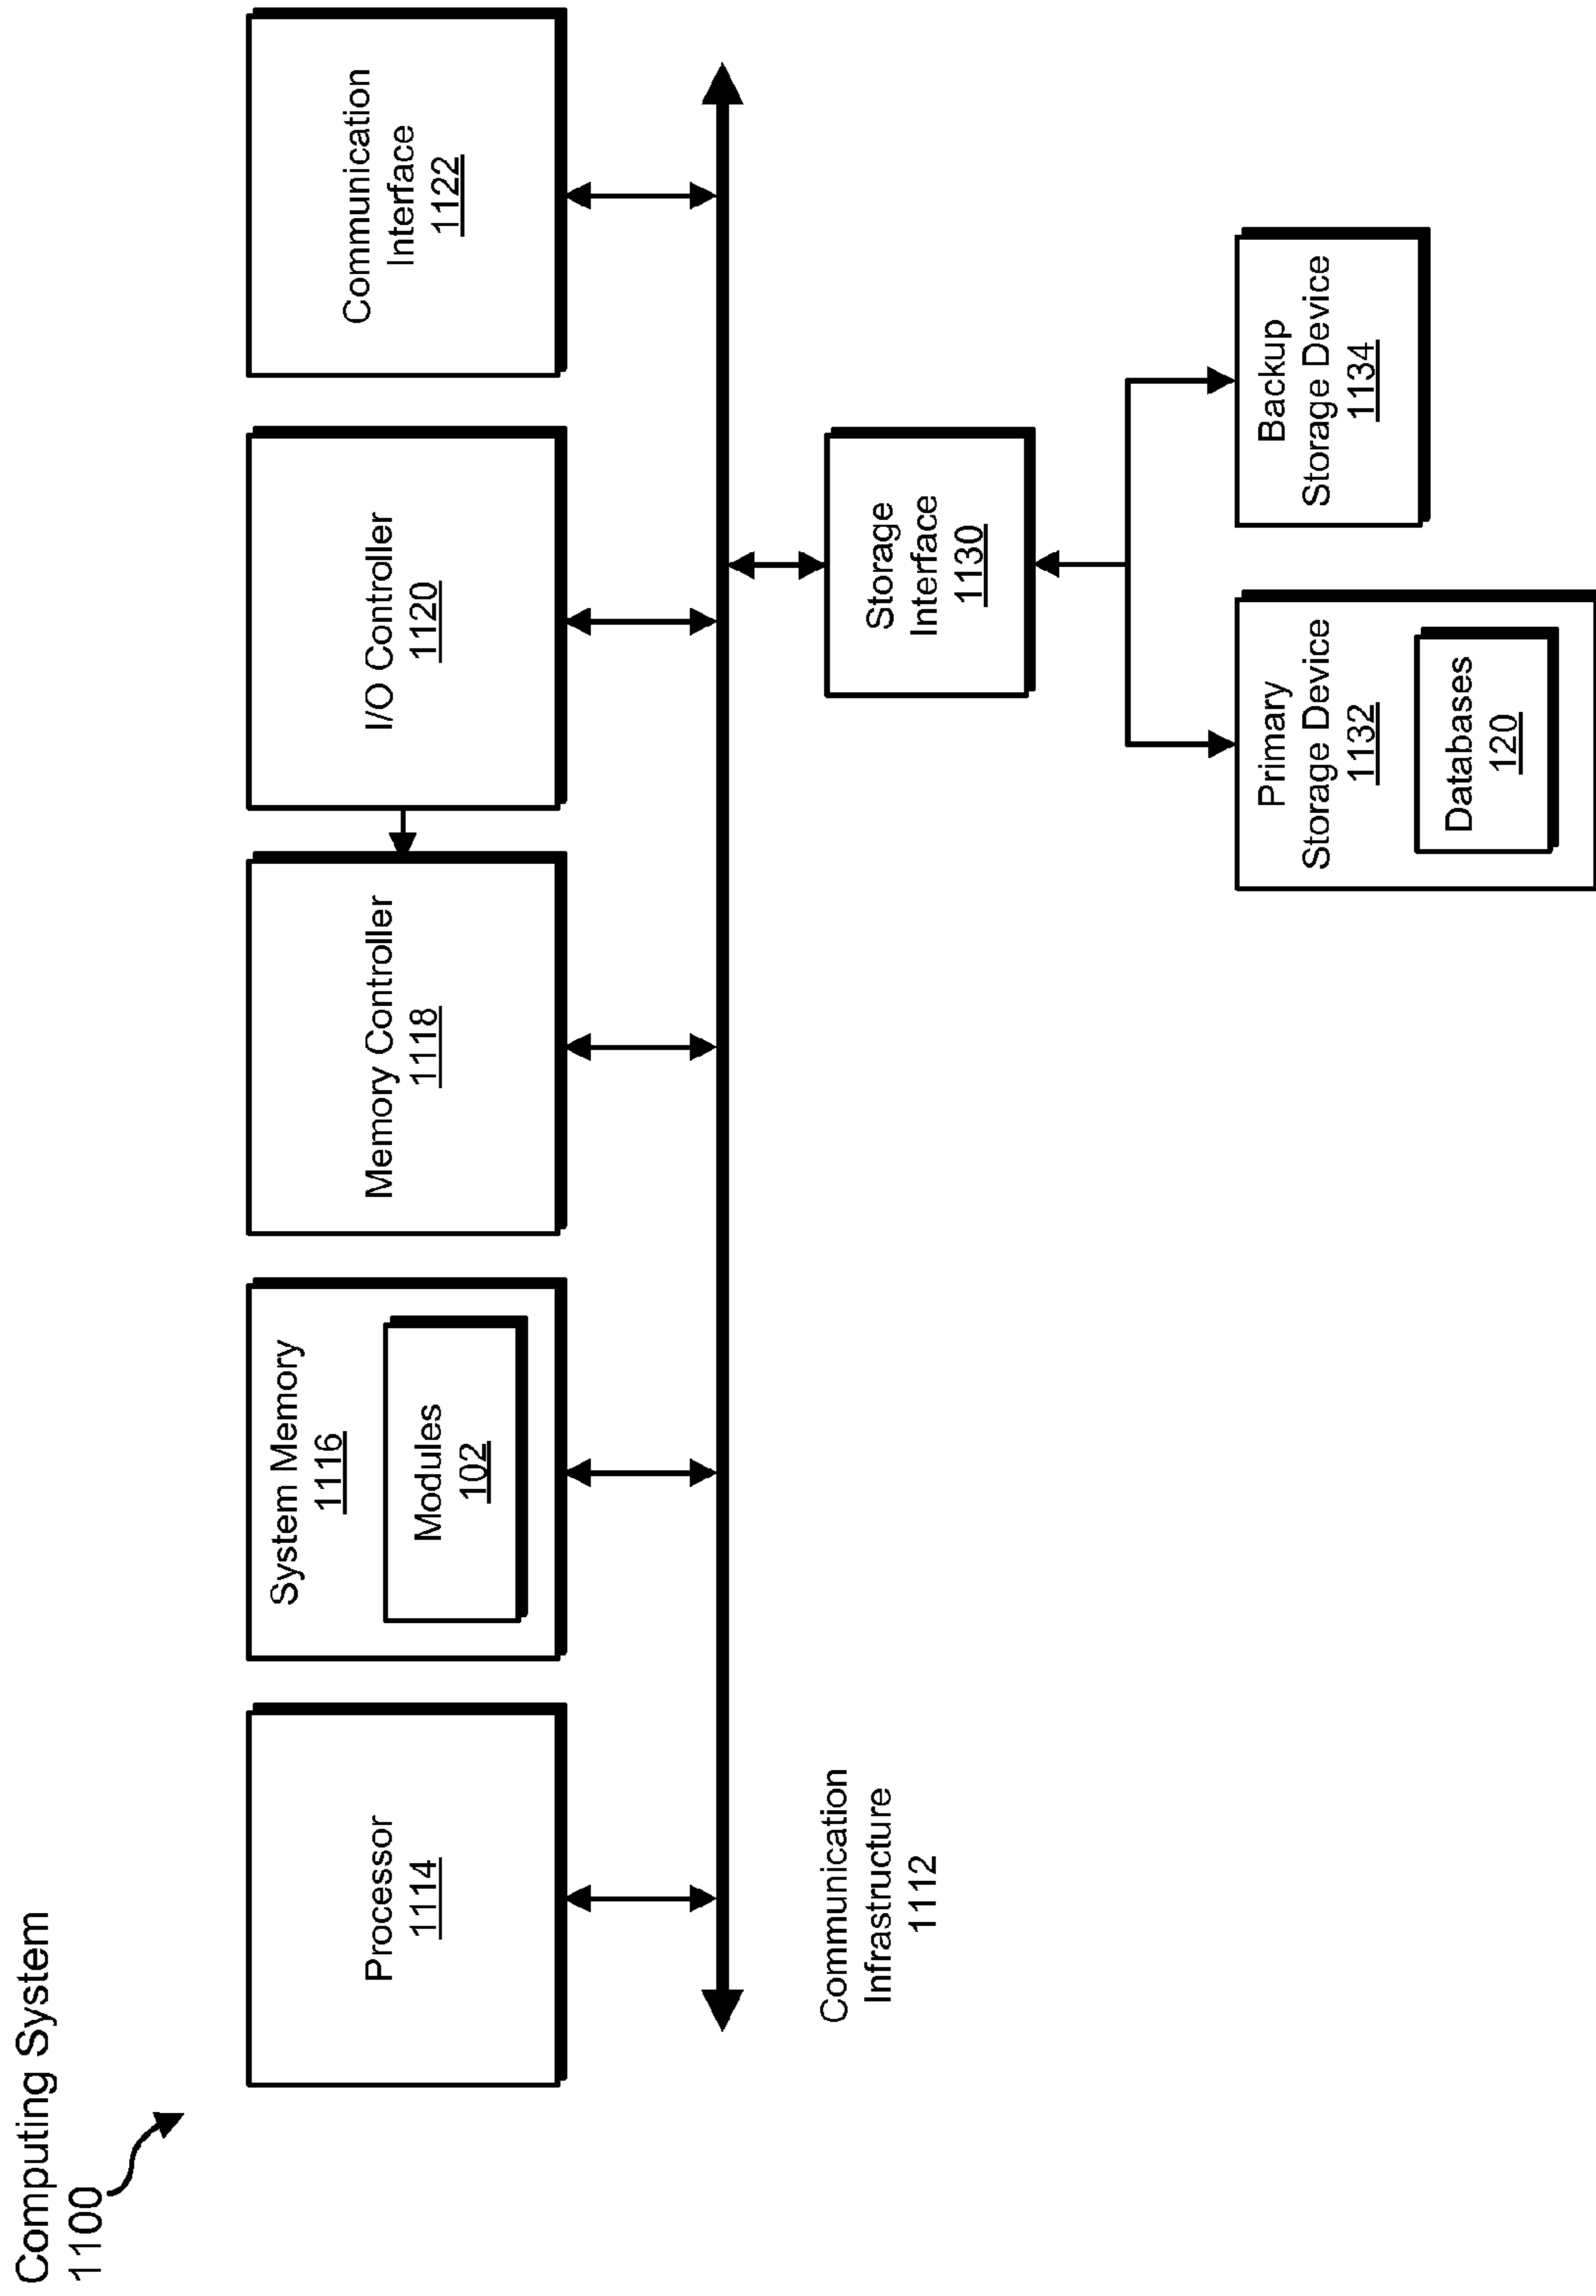 Computing System
1100
Processor
1114
System Memory
1116
Modules
102
Memory Controller
1118
I/O Controller
1120
Communication
Interface
1122
Communication
Infrastructure
1112
Storage
Interface
1130
Primary
Storage Device
1132
Databases
120
Backup
Storage Device
1134